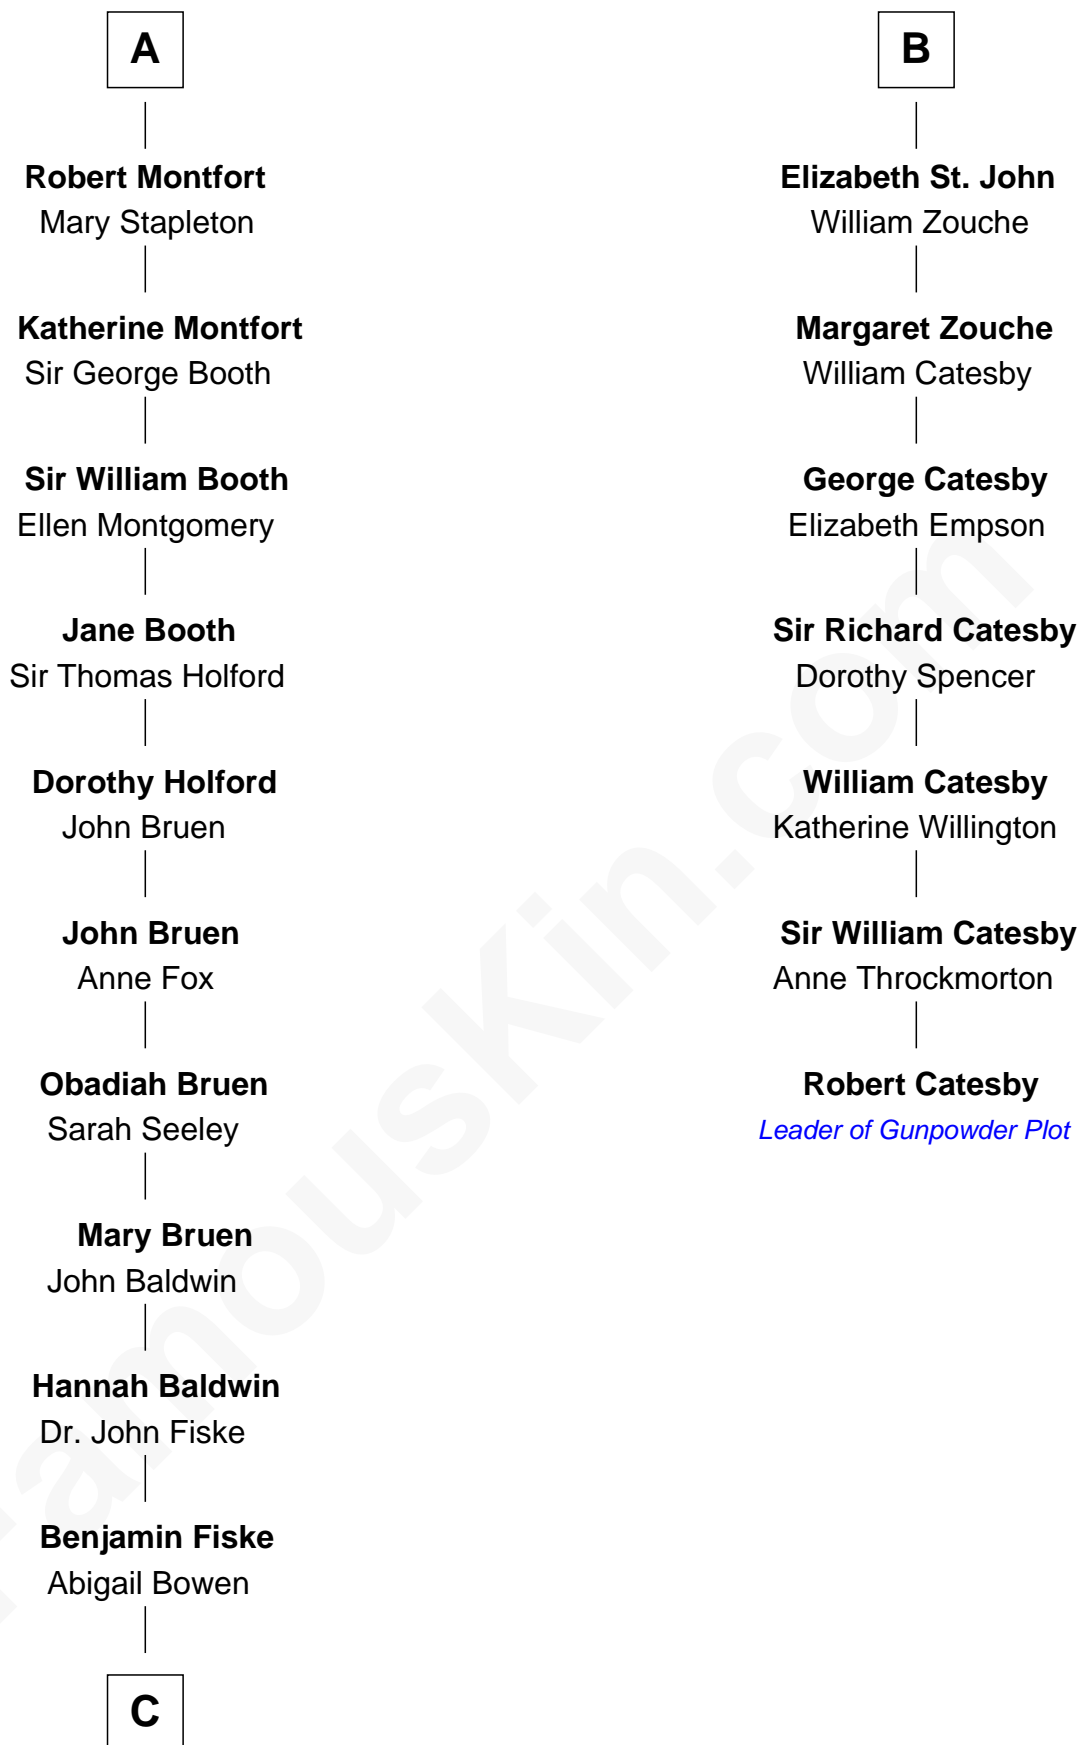 A
Robert Montfort
Mary Stapleton
Katherine Montfort
Sir George Booth
Sir William Booth
Ellen Montgomery
Jane Booth
Sir Thomas Holford
Dorothy Holford
John Bruen
John Bruen
Anne Fox
Obadiah Bruen
Sarah Seeley
Mary Bruen
John Baldwin
Hannah Baldwin
Dr. John Fiske
Benjamin Fiske
Abigail Bowen
C
B
Elizabeth St. John
William Zouche
Margaret Zouche
William Catesby
George Catesby
Elizabeth Empson
Sir Richard Catesby
Dorothy Spencer
William Catesby
Katherine Willington
Sir William Catesby
Anne Throckmorton
Robert Catesby
Leader of Gunpowder Plot
FamousKin.com